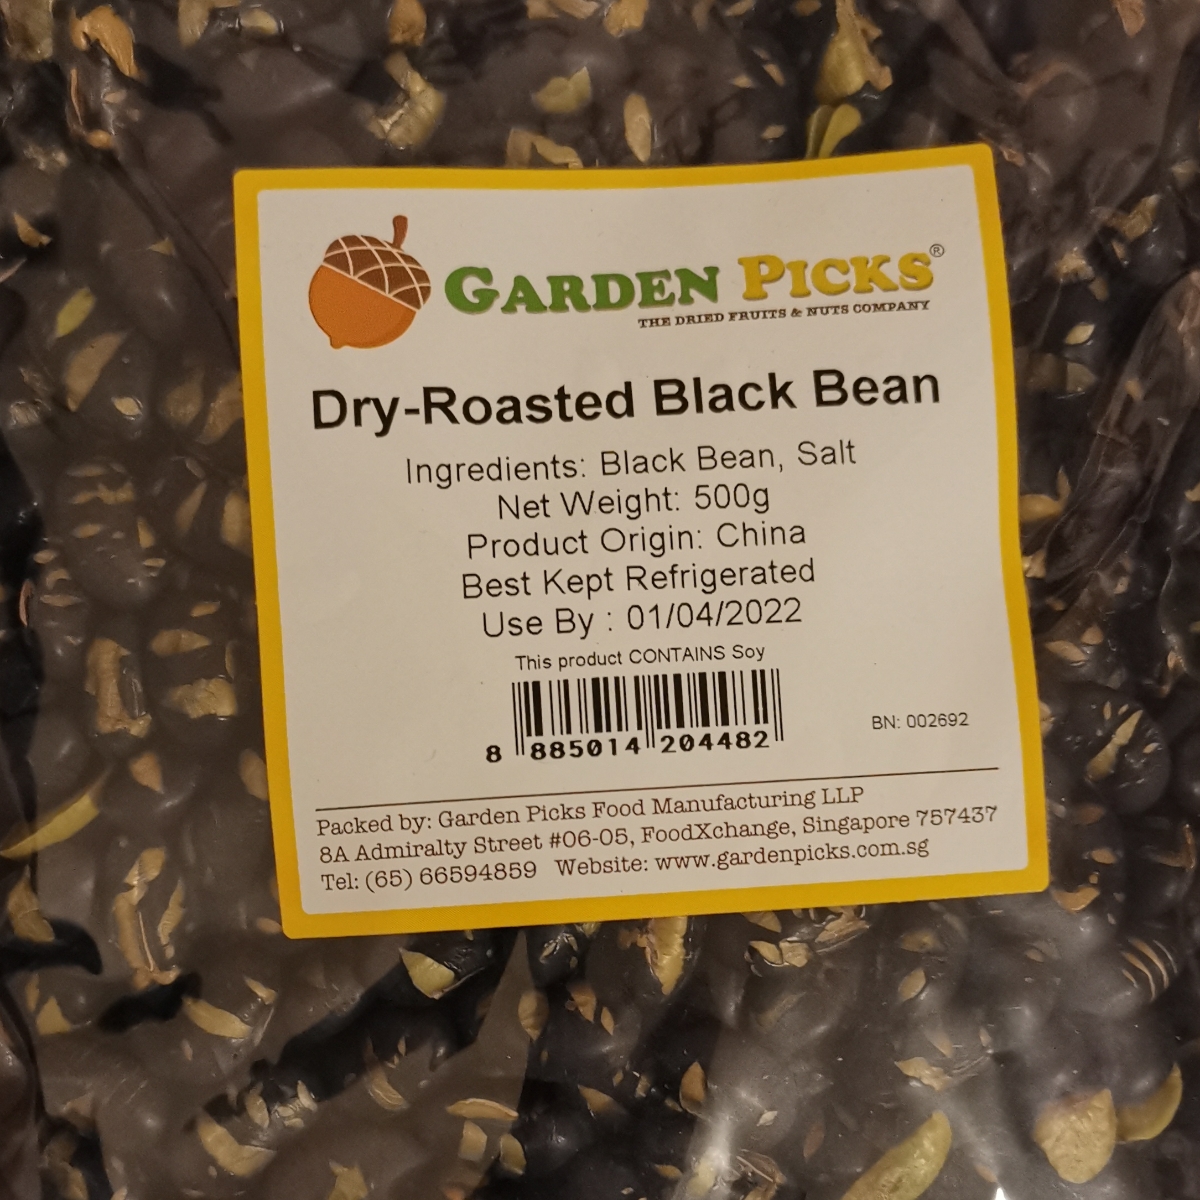 GARDEN PICKS®
THE DRIED FRUITS & NUTS COMPANY
Dry-Roasted Black Bean
Ingredients: Black Bean, Salt
Net Weight: 500g
Product Origin: China
Best Kept Refrigerated
Use By : 01/04/2022
This product CONTAINS Soy
8 885014 204482
BN: 002692
Packed by: Garden Picks Food Manufacturing LLP
8A Admiralty Street #06-05, FoodXchange, Singapore 757437
Tel: (65) 66594859 Website: www.gardenpicks.com.sg